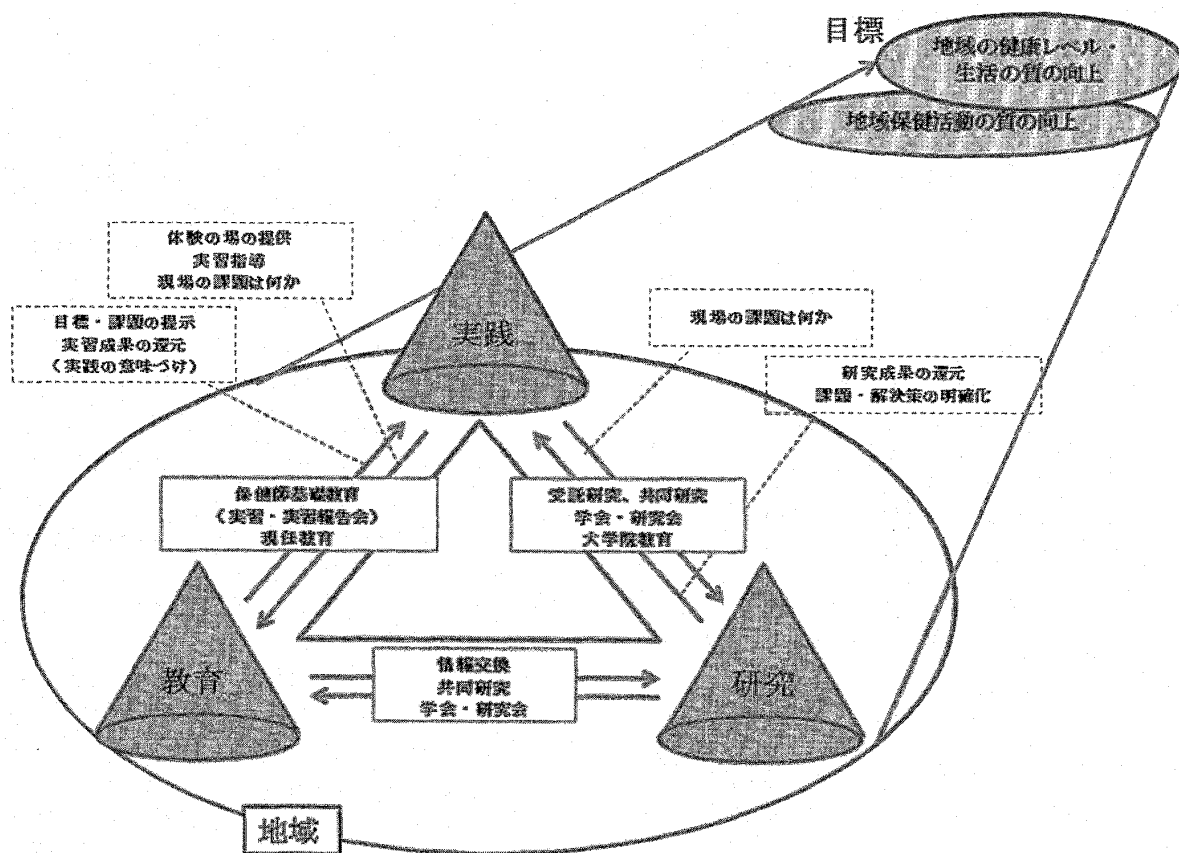 目標
地域の健康レベル・
生活の質の向上
地域保健活動の質の向上
体験の場の提供
実習指導
現場の課題は何か
目標・課題の提示
実習成果の還元
（実践の意味づけ）
実践
現場の課題は何か
研究成果の還元
課題・解決策の明確化
保健師基礎教育
（実習・実習報告会）
現任教育
受託研究、共同研究
学会・研究会
大学院教育
教育
情報交換
共同研究
学会・研究会
研究
地域